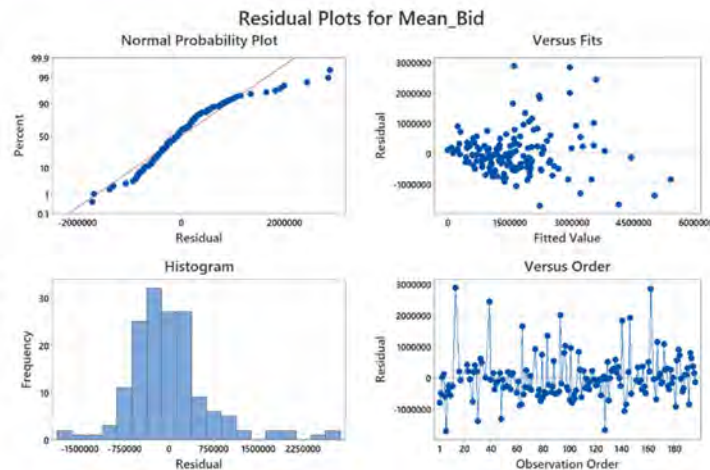 Residual Plots for Mean_Bid
Normal Probability Plot
99.9
99
90
50
10
1
0.1
Percent
-2000000 0 2000000
Residual
Versus Fits
3000000
2000000
1000000
0
-1000000
Residual
0 1500000 3000000 4500000 6000000
Fitted Value
Histogram
30
20
10
0
Frequency
-1500000 -750000 0 750000 1500000 2250000
Residual
Versus Order
3000000
2000000
1000000
0
-1000000
Residual
1 20 40 60 80 100 120 140 160 180
Observation Order